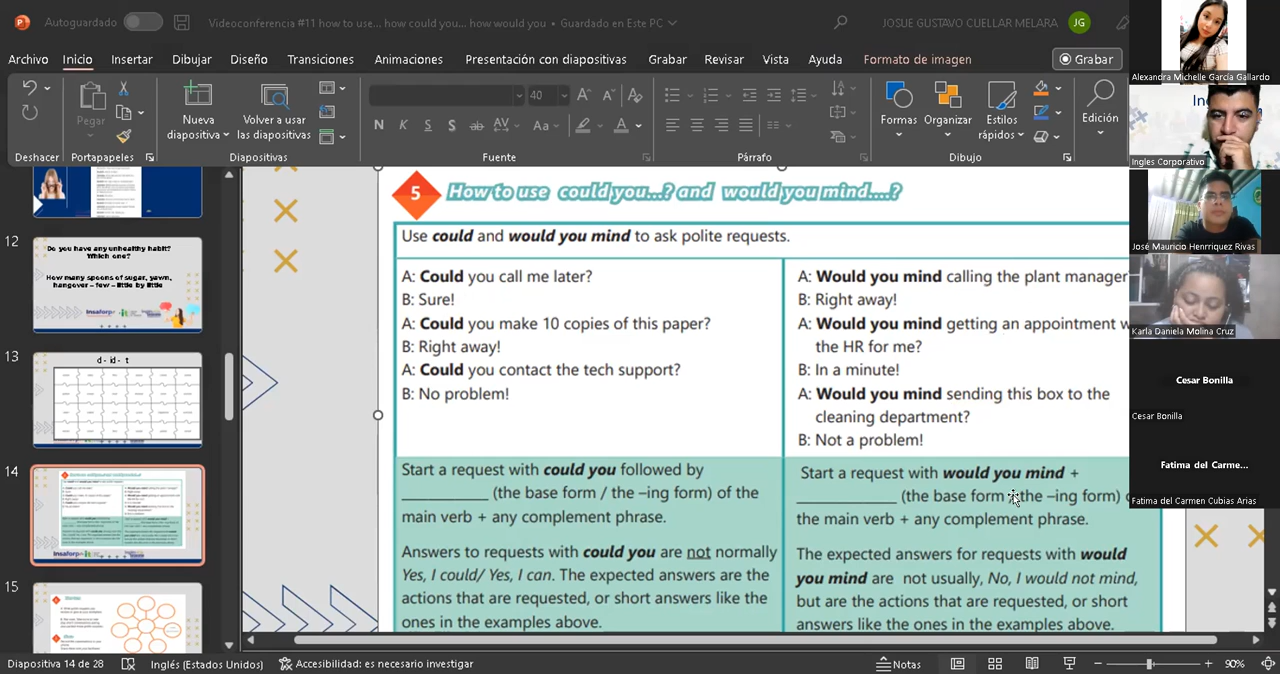 Autoguardado
Videoconferencia #11 how to use... how could you... how would you • Guardado en Este PC
JOSUE GUSTAVO CUELLAR MELARA
JG
Archivo Inicio Insertar Dibujar Diseño Transiciones Animaciones Presentación con diapositivas Grabar Revisar Vista Ayuda Formato de imagen
Grabar
Pegar
Nueva diapositiva
Volver a usar las diapositivas
40
N K S S ab AV Aa A
Formas
Organizar
Estilos rápidos
Edición
Deshacer Portapapeles Diapositivas Fuente Párrafo Dibujo
12
Do you have any unhealthy habit?
Which one?
How many spoons of sugar, yawn,
hangover – few – little by little
Insaforp
13
d - id - t
14
15
5
How to use could you...? and would you mind....?
Use could and would you mind to ask polite requests.
A: Could you call me later?
B: Sure!
A: Could you make 10 copies of this paper?
B: Right away!
A: Could you contact the tech support?
B: No problem!
A: Would you mind calling the plant manager
B: Right away!
A: Would you mind getting an appointment w
the HR for me?
B: In a minute!
A: Would you mind sending this box to the
cleaning department?
B: Not a problem!
Start a request with could you followed by
________ (the base form / the –ing form) of the
main verb + any complement phrase.
Answers to requests with could you are not normally
Yes, I could/ Yes, I can. The expected answers are the
actions that are requested, or short answers like the
ones in the examples above.
tart a request with would you mind +
__________ (the base form / the –ing form) o
he main verb + any complement phrase.
The expected answers for requests with would
you mind are not usually, No, I would not mind,
but are the actions that are requested, or short
answers like the ones in the examples above.
Alexandra Michelle García Gallardo
In
Ingles Corporativo
José Mauricio Henrriquez Rivas
Karla Daniela Molina Cruz
Cesar Bonilla
Cesar Bonilla
Fatima del Carme...
Fatima del Carmen Cubias Arias
Diapositiva 14 de 28
Inglés (Estados Unidos)
Accesibilidad: es necesario investigar
Notas
90%